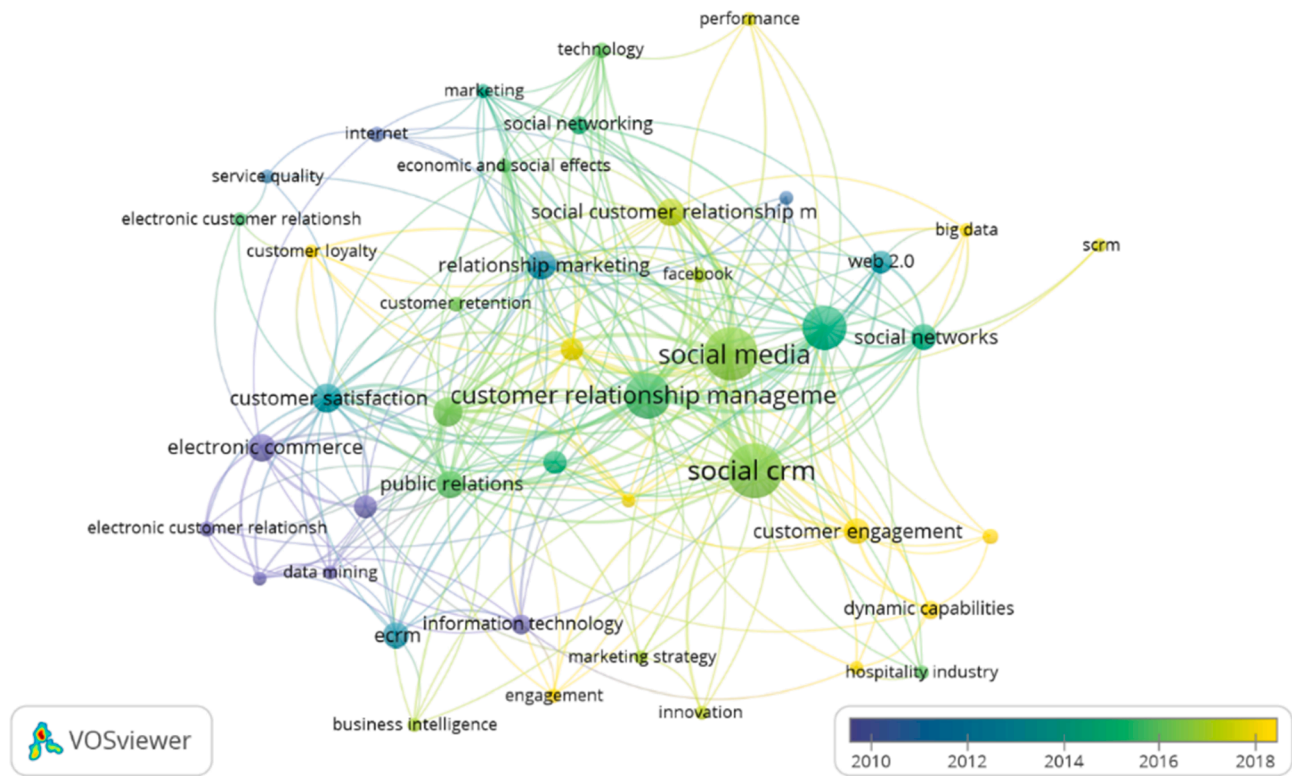 performance
technology
marketing
social networking
internet
economic and social effects
service quality
social customer relationship m
electronic customer relationsh
big data
scrm
customer loyalty
relationship marketing
facebook
web 2.0
customer retention
social networks
social media
customer relationship manageme
customer satisfaction
electronic commerce
social crm
public relations
electronic customer relationsh
customer engagement
data mining
dynamic capabilities
information technology
ecrm
marketing strategy
hospitality industry
engagement
innovation
business intelligence
VOSviewer
2010 2012 2014 2016 2018